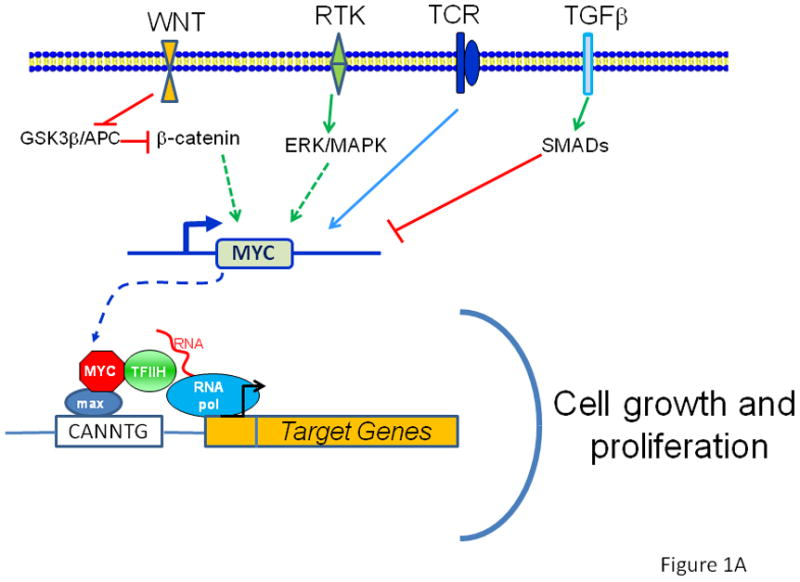 WNT
RTK
TCR
TGFβ
GSK3β/APC
β-catenin
ERK/MAPK
SMADs
MYC
RNA
MYC
TFIIH
RNA
pol
max
CANNTG
Target Genes
Cell growth and
proliferation
Figure 1A